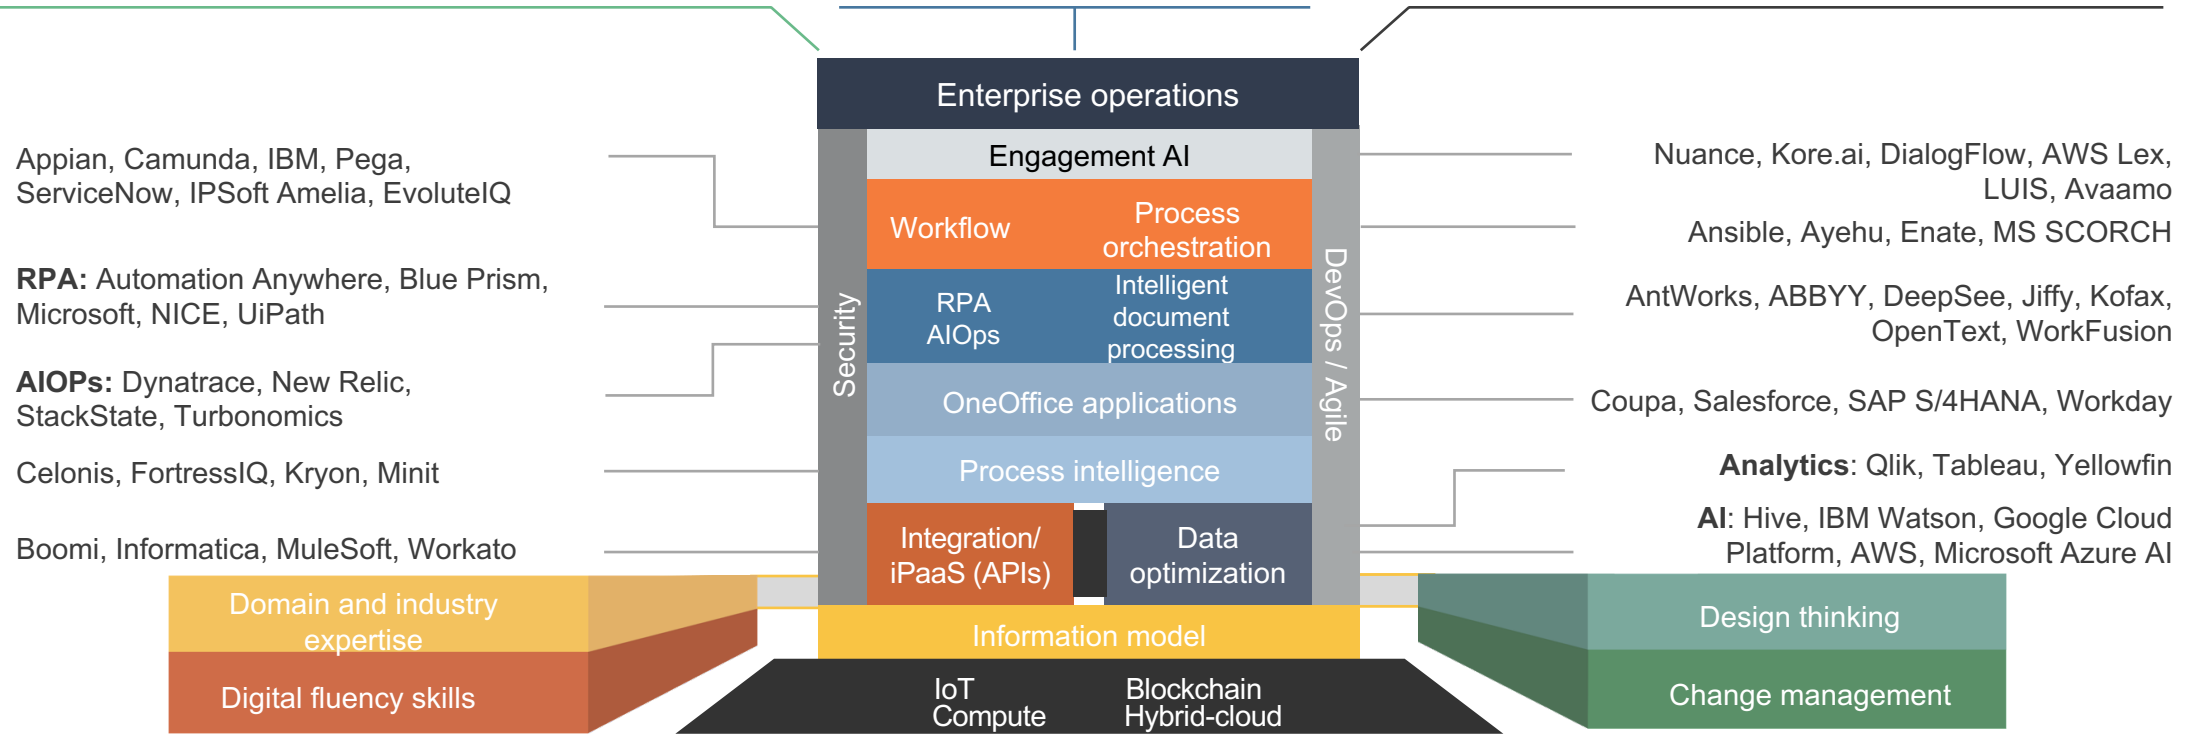 Enterprise operations
Engagement AI
Workflow
Process
orchestration
RPA
AIOps
Intelligent
document
processing
OneOffice applications
Process intelligence
Integration/
iPaaS (APIs)
Data
optimization
Information model
IoT
Compute
Blockchain
Hybrid-cloud
Security
DevOps / Agile
Appian, Camunda, IBM, Pega,
ServiceNow, IPSoft Amelia, EvoluteIQ
RPA: Automation Anywhere, Blue Prism,
Microsoft, NICE, UiPath
AIOPs: Dynatrace, New Relic,
StackState, Turbonomics
Celonis, FortressIQ, Kryon, Minit
Boomi, Informatica, MuleSoft, Workato
Domain and industry
expertise
Digital fluency skills
Nuance, Kore.ai, DialogFlow, AWS Lex,
LUIS, Avaamo
Ansible, Ayehu, Enate, MS SCORCH
AntWorks, ABBYY, DeepSee, Jiffy, Kofax,
OpenText, WorkFusion
Coupa, Salesforce, SAP S/4HANA, Workday
Analytics: Qlik, Tableau, Yellowfin
AI: Hive, IBM Watson, Google Cloud
Platform, AWS, Microsoft Azure AI
Design thinking
Change management